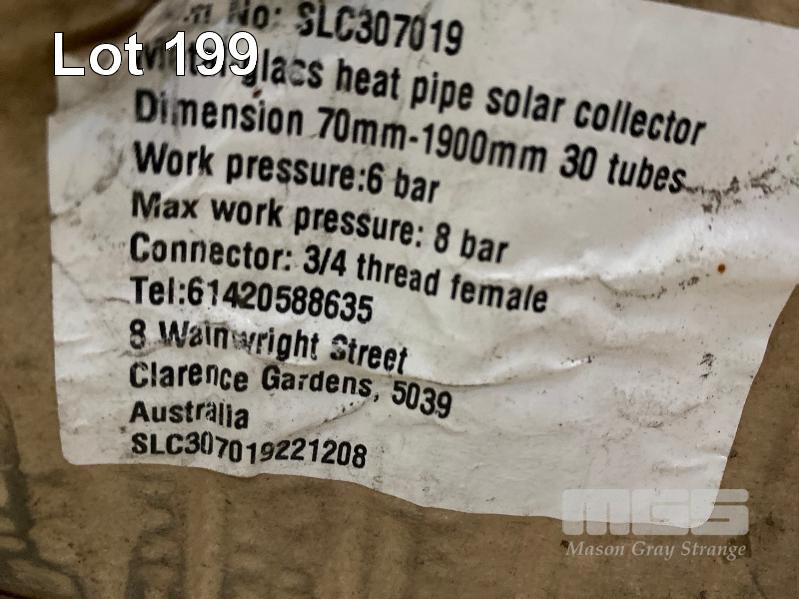 No: SLC307019
Lot 199
glass heat pipe solar collector
Dimension 70mm-1900mm 30 tubes
Work pressure:6 bar
Max work pressure: 8 bar
Connector: 3/4 thread female
Tel:61420588635
8 Wainwright Street
Clarence Gardens, 5039
Australia
SLC307019221208
MGS
Mason Gray Strange